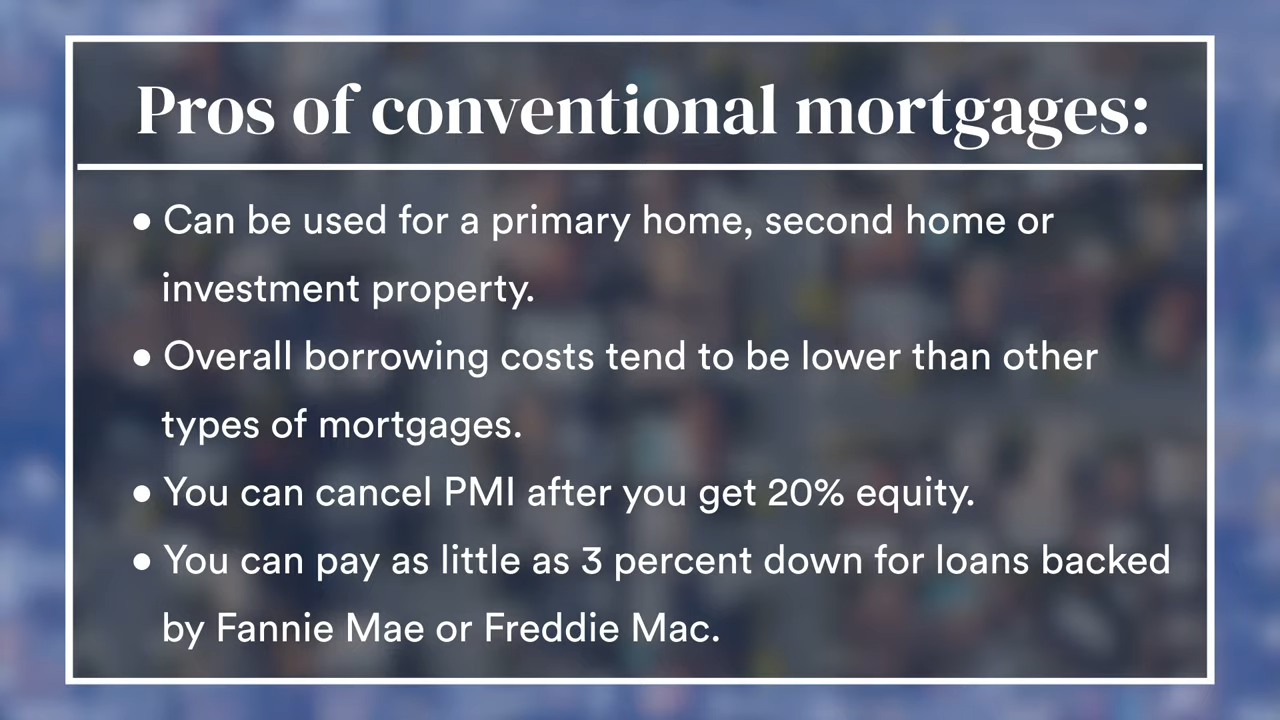 Pros of conventional mortgages:
• Can be used for a primary home, second home or
investment property.
• Overall borrowing costs tend to be lower than other
types of mortgages.
• You can cancel PMI after you get 20% equity.
• You can pay as little as 3 percent down for loans backed
by Fannie Mae or Freddie Mac.